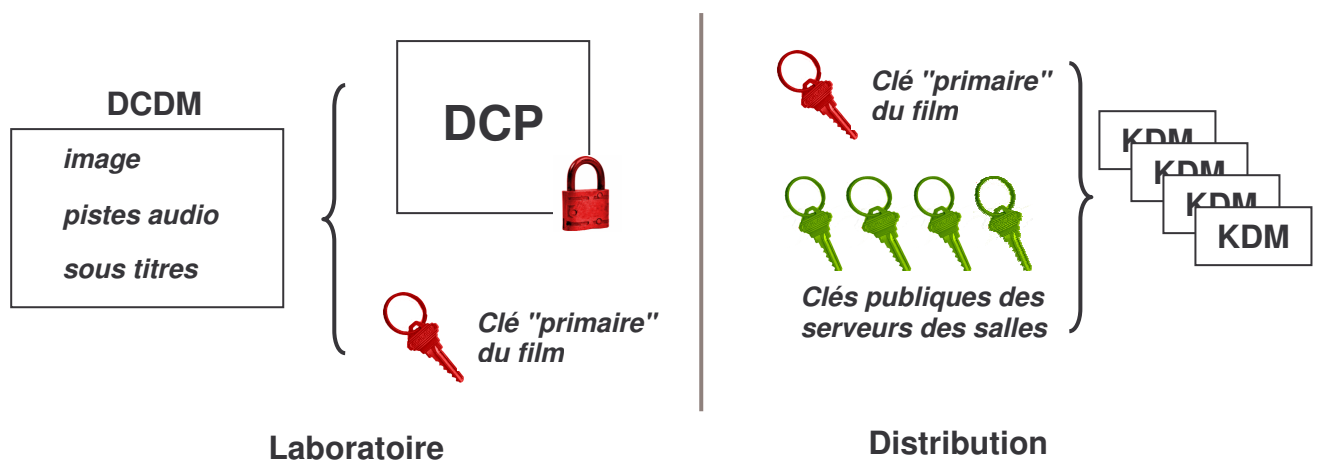 DCDM
image
pistes audio
sous titres
DCP
Clé "primaire"
du film
Laboratoire
Clé "primaire"
du film
Clés publiques des
serveurs des salles
KDM
KDM
KDM
KDM
Distribution